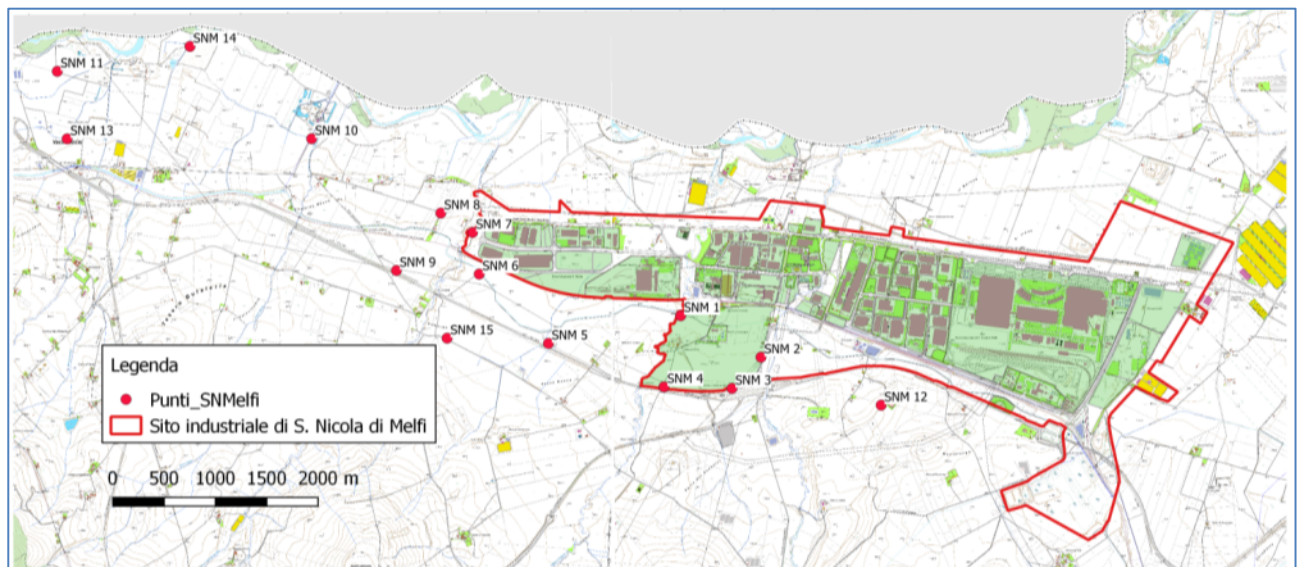 SNM 14
SNM 11
SNM 13
SNM 10
SNM 8
SNM 7
SNM 9
SNM 6
SNM 1
SNM 15
SNM 5
SNM 2
SNM 4
SNM 3
SNM 12
Legenda
Punti_SNMelfi
Sito industriale di S. Nicola di Melfi
0 500 1000 1500 2000 m